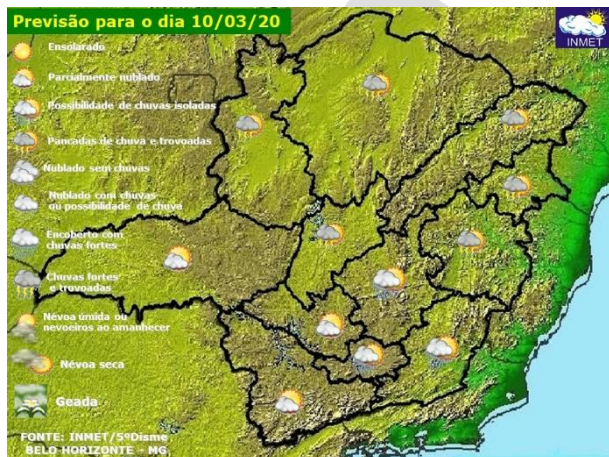 Previsão para o dia 10/03/20
INMET
Ensolarado
Parcialmente nublado
Possibilidade de chuvas isoladas
Pancadas de chuva e trovoadas
Nublado sem chuvas
Nublado com chuvas
ou possibilidade de chuva
Encoberto com
chuvas fortes
Chuvas fortes
e trovoadas
Névoa úmida ou
nevoeiros ao amanhecer
Névoa seca
Geada
FONTE: INMET/5ºDisme
BELO HORIZONTE - MG